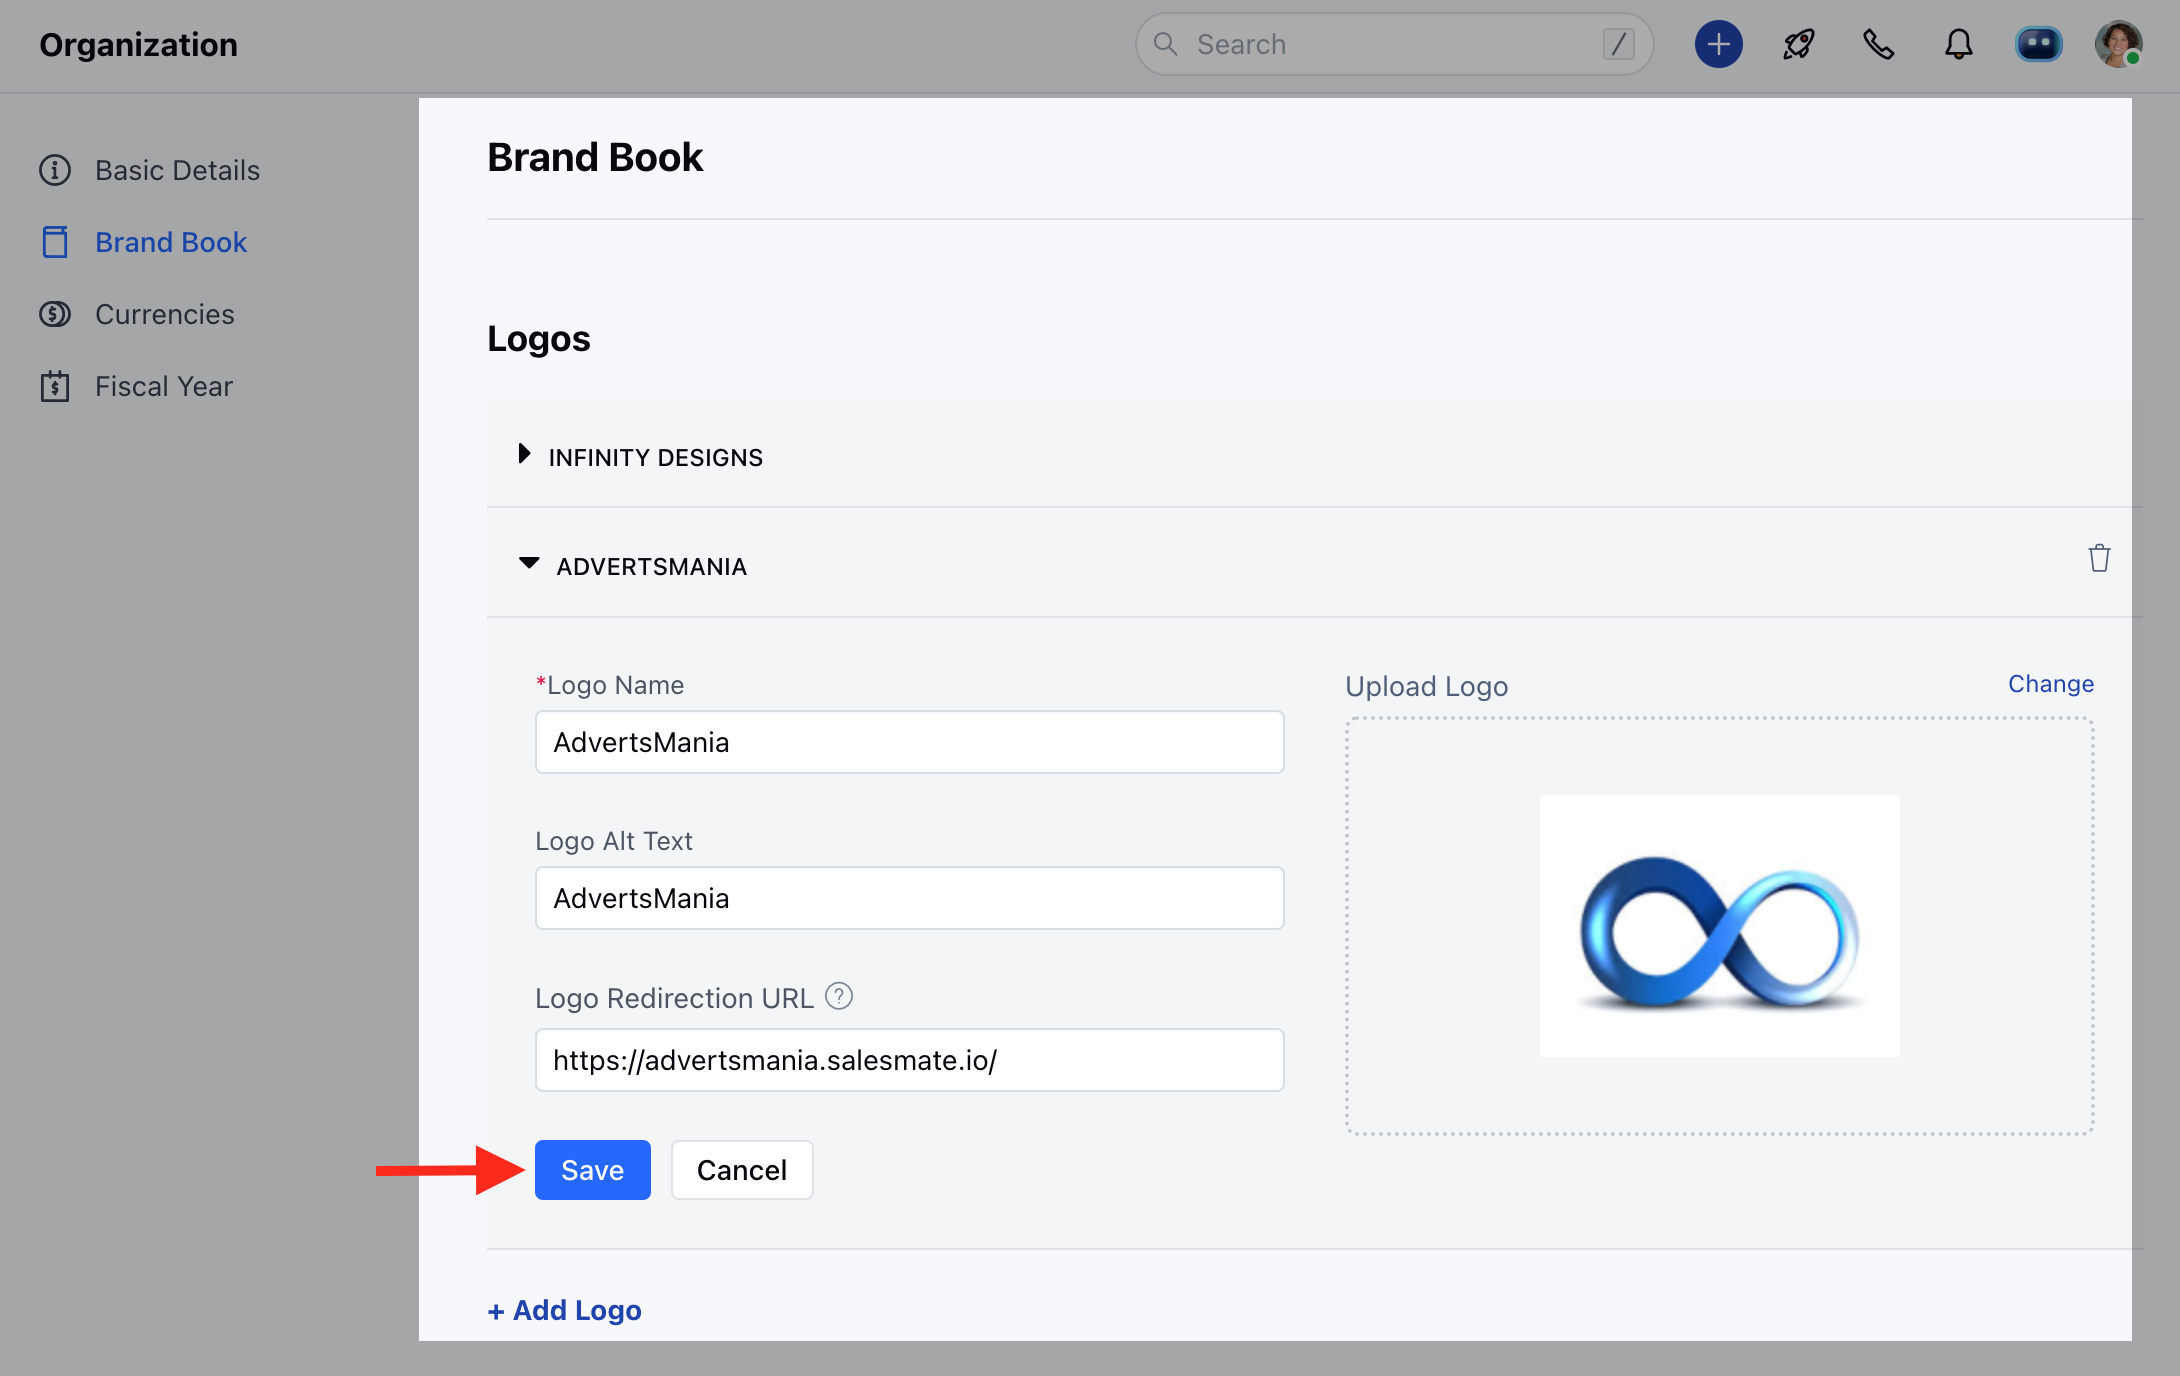 Organization
Search /
Basic Details
Brand Book
Currencies
Fiscal Year
Brand Book
Logos
INFINITY DESIGNS
ADVERTSMANIA
*Logo Name
AdvertsMania
Logo Alt Text
AdvertsMania
Logo Redirection URL ?
https://advertsmania.salesmate.io/
Upload Logo
Change
Save
Cancel
+ Add Logo